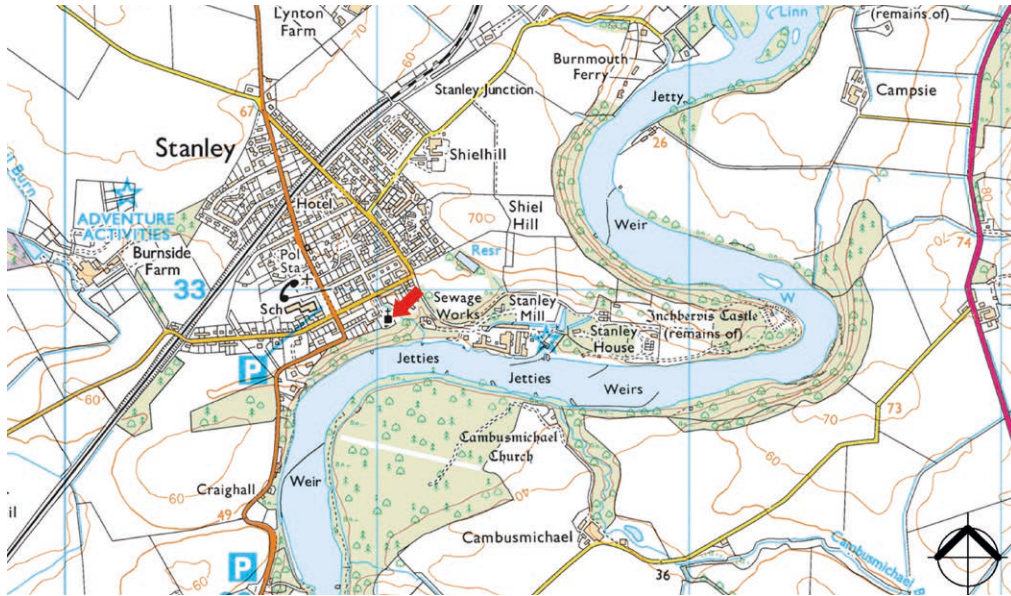 Lynton
Farm
70
60
Linn
(remains of)
Burnmouth
Ferry
Stanley Junction
Jetty
Campsie
67
Stanley
Shielhill
26
80
Burn
Hotel
70
Shiel
Hill
Weir
ADVENTURE
ACTIVITIES
Burnside
Farm
Pol
Sta
Resr
70
74
33
Sch
Sewage
Works
Stanley
Mill
Inchbervis Castle
(remains of)
W
Stanley
House
P
Jetties
Jetties
Weirs
60
70
73
Cambusmichael
Church
60
Weir
Craighall
49
40
60
il
Cambusmichael
P
36
60
Cambusmichael B